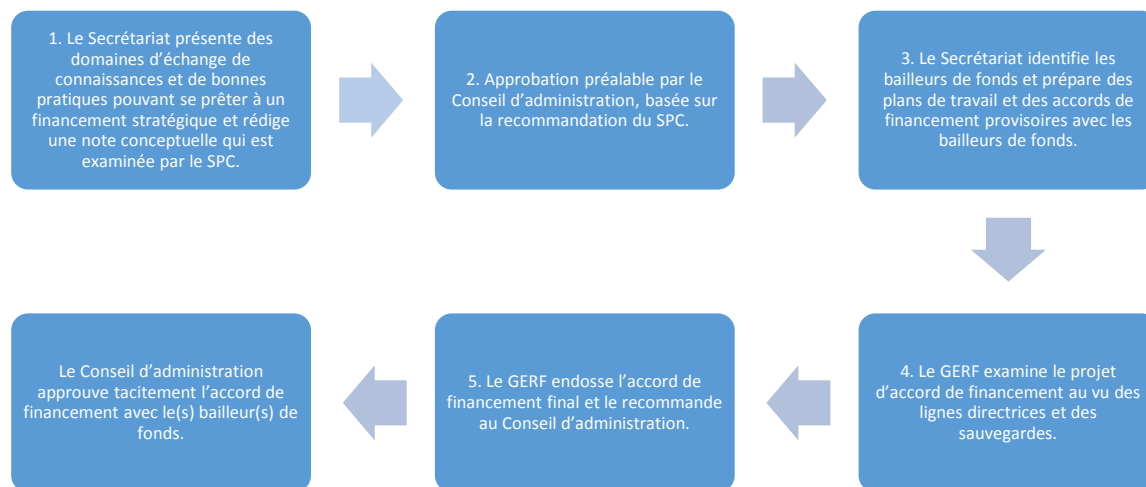 1. Le Secrétariat présente des
domaines d’échange de
connaissances et de bonnes
pratiques pouvant se prêter à un
financement stratégique et rédige
une note conceptuelle qui est
examinée par le SPC.
2. Approbation préalable par le
Conseil d’administration, basée sur
la recommandation du SPC.
3. Le Secrétariat identifie les
bailleurs de fonds et prépare des
plans de travail et des accords de
financement provisoires avec les
bailleurs de fonds.
4. Le GERF examine le projet
d’accord de financement au vu des
lignes directrices et des
sauvegardes.
5. Le GERF endosse l’accord de
financement final et le recommande
au Conseil d’administration.
Le Conseil d’administration
approuve tacitement l’accord de
financement avec le(s) bailleur(s) de
fonds.